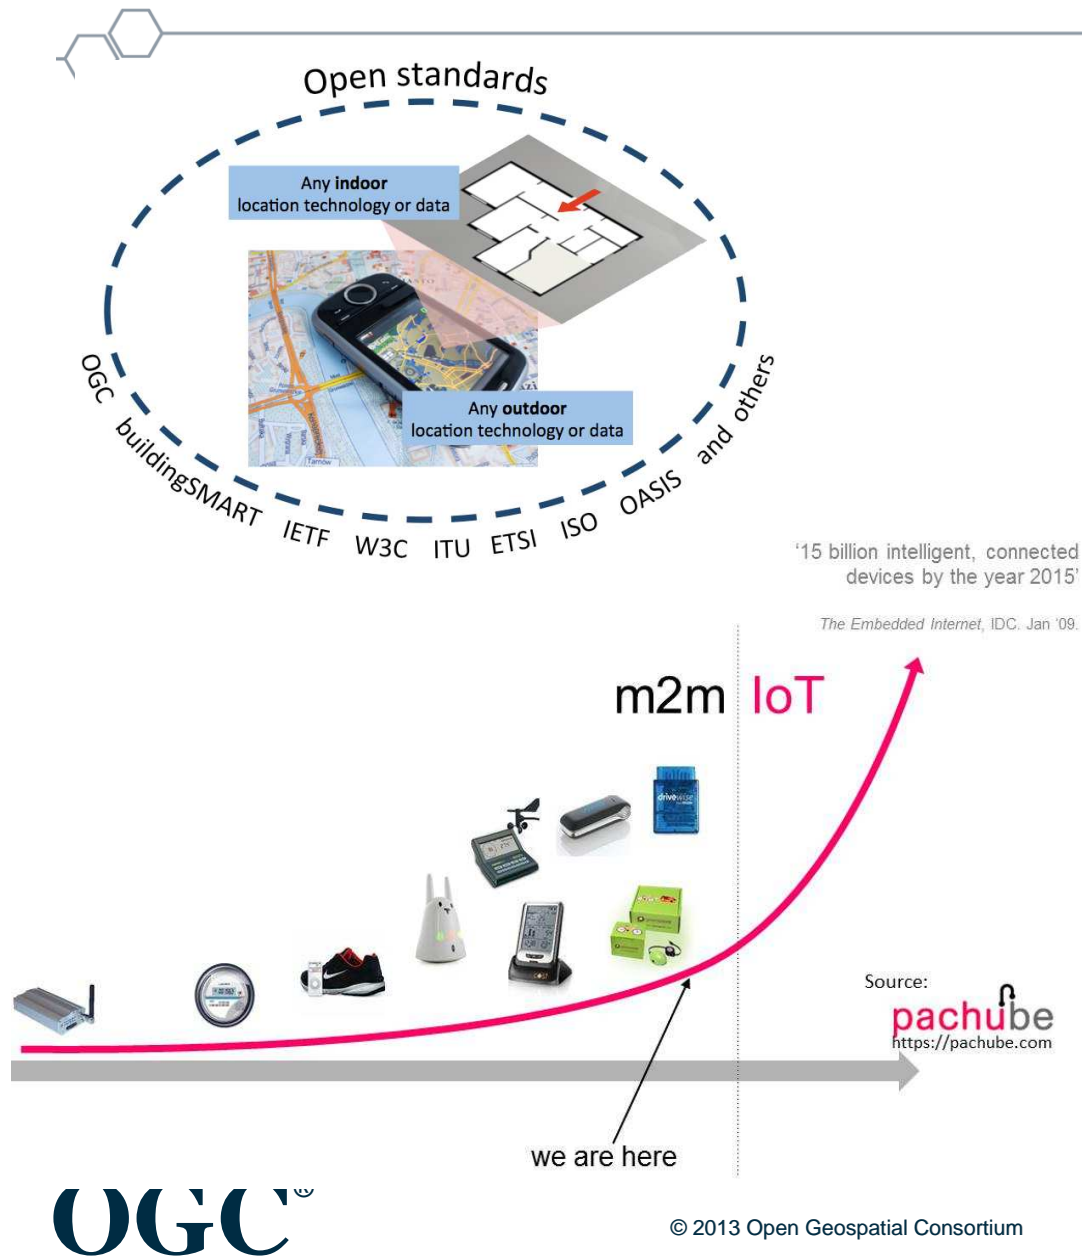 Open standards
Any indoor
location technology or data
Any outdoor
location technology or data
OGC buildingSMART IETF W3C ITU ETSI ISO OASIS and others
Tarnów
‘15 billion intelligent, connected
devices by the year 2015’
The Embedded Internet, IDC. Jan ’09.
m2m IoT
drivewise
Source:
pachube
https://pachube.com
we are here
OGC®
© 2013 Open Geospatial Consortium